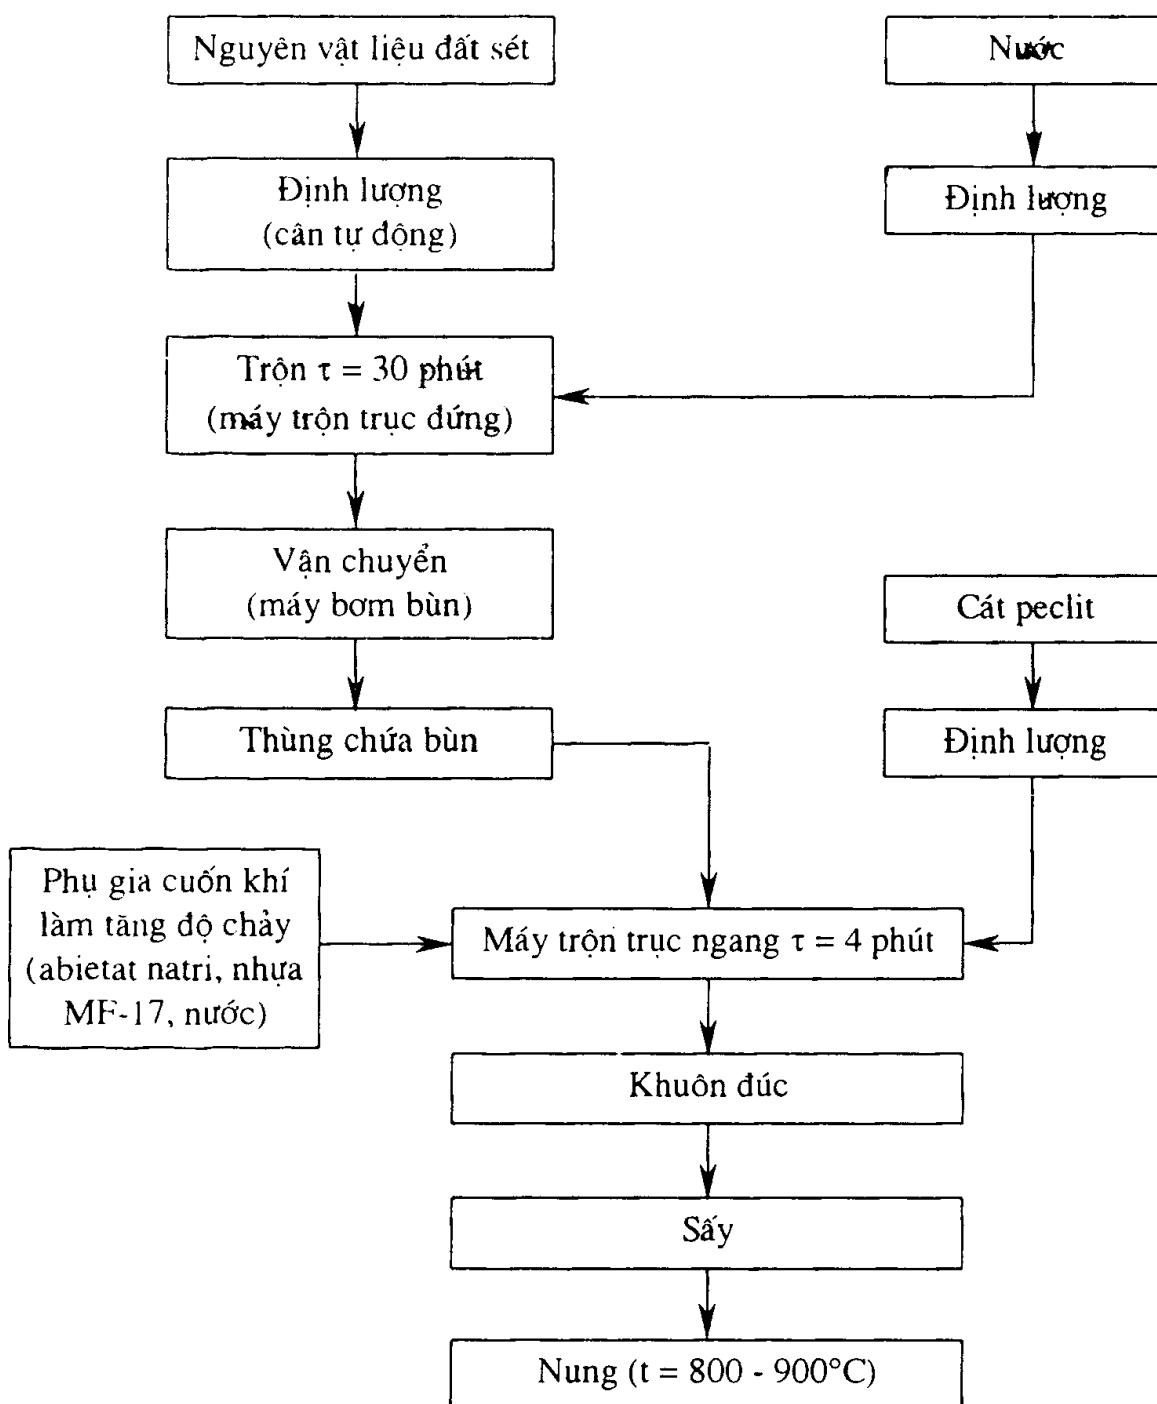 Nguyên vật liệu đất sét
Nước
Định lượng
(cân tự động)
Định lượng
Trộn τ = 30 phút
(máy trộn trục đứng)
Vận chuyển
(máy bơm bùn)
Cát peclit
Thùng chứa bùn
Định lượng
Phụ gia cuốn khí
làm tăng độ chảy
(abietat natri, nhựa
MF-17, nước)
Máy trộn trục ngang τ = 4 phút
Khuôn đúc
Sấy
Nung (t = 800 - 900°C)